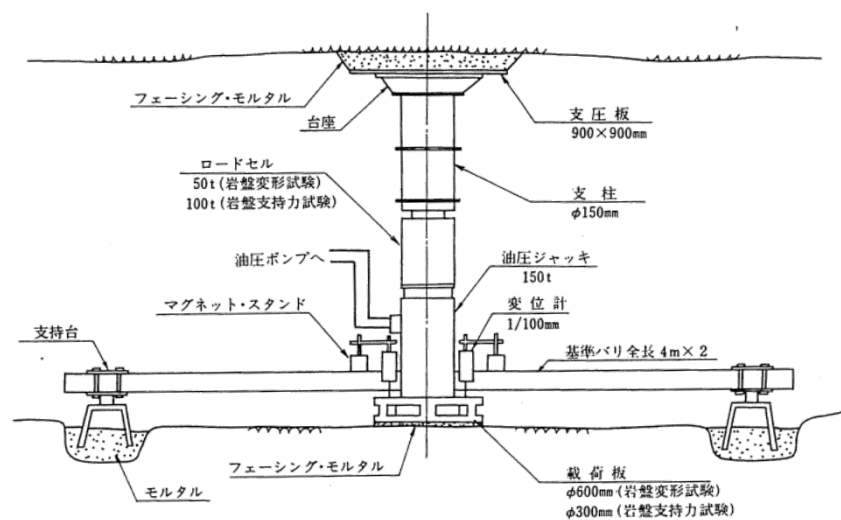 フェーシング・モルタル
台座
支圧板
900×900mm
ロードセル
50t(岩盤変形試験)
100t(岩盤支持力試験)
支柱
φ150mm
油圧ポンプへ
油圧ジャッキ
150t
マグネット・スタンド
変位計
1/100mm
支持台
基準バリ全長4m×2
フェーシング・モルタル
モルタル
載荷板
φ600mm(岩盤変形試験)
φ300mm(岩盤支持力試験)